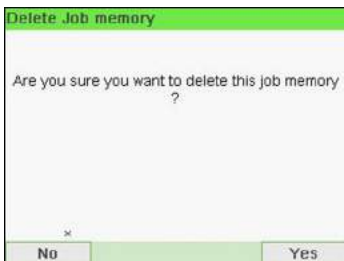 Delete Job memory
Are you sure you want to delete this job memory
?
No
Yes